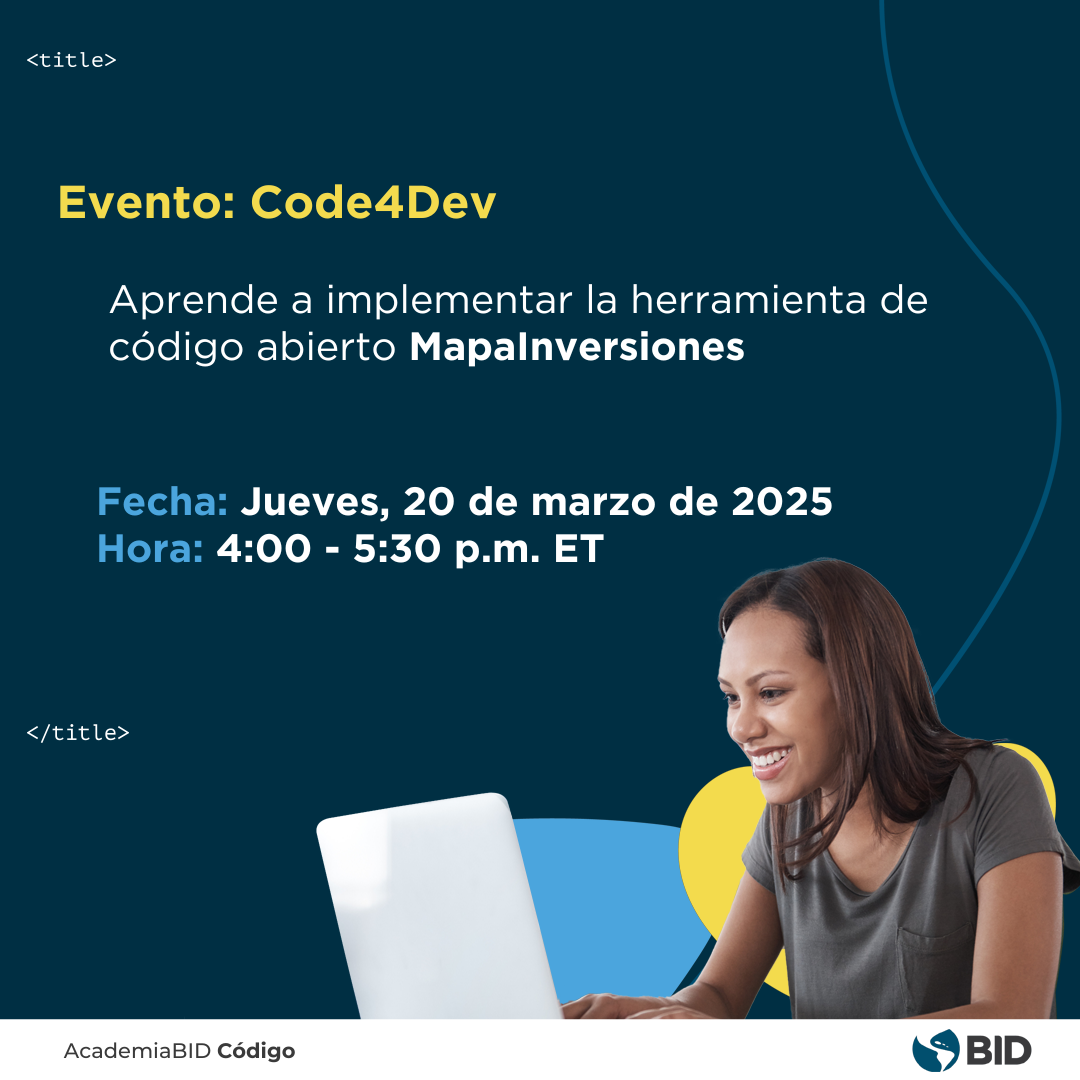 <title>
Evento: Code4Dev
Aprende a implementar la herramienta de
código abierto MapaInversiones
Fecha: Jueves, 20 de marzo de 2025
Hora: 4:00 - 5:30 p.m. ET
</title>
AcademiaBID Código
BID